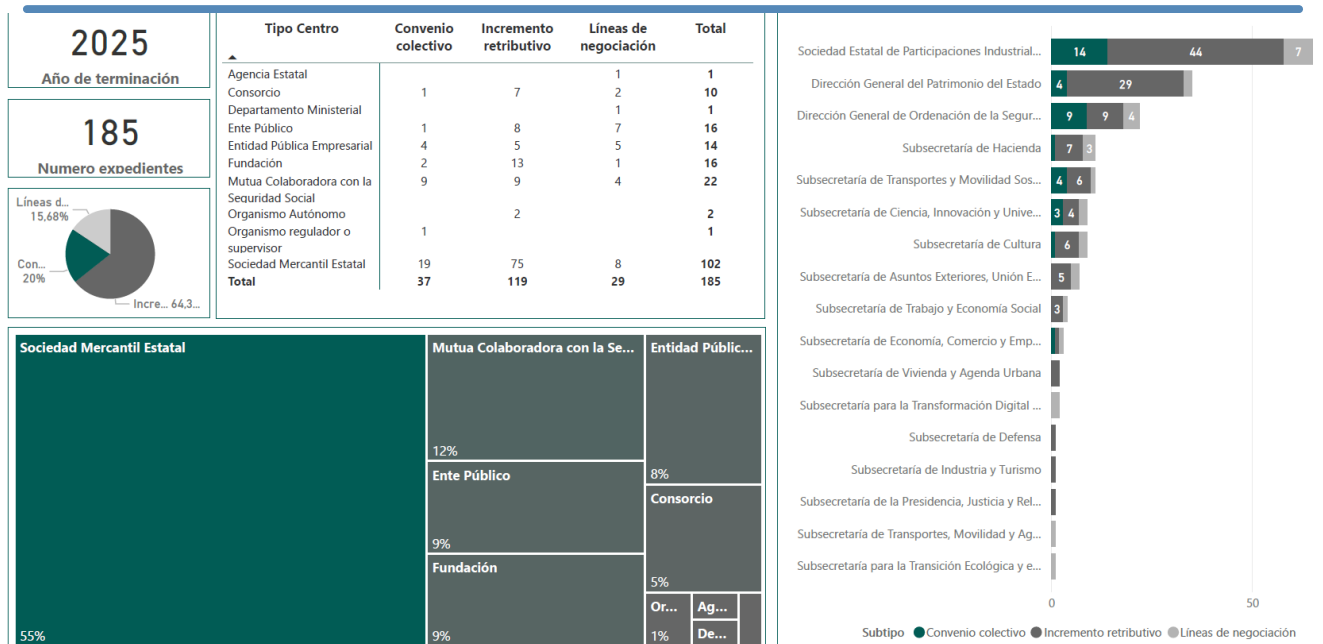 2025
Año de terminación
185
Numero expedientes
Líneas d...
15,68%
Con...
20%
Incre... 64,3...
Tipo Centro Convenio colectivo Incremento retributivo Líneas de negociación Total
Agencia Estatal 1 1
Consorcio 1 7 2 10
Departamento Ministerial 1 1
Ente Público 1 8 7 16
Entidad Pública Empresarial 4 5 5 14
Fundación 2 13 1 16
Mutua Colaboradora con la 9 9 4 22
Seguridad Social
Organismo Autónomo 2 2
Organismo regulador o 1 1
supervisor
Sociedad Mercantil Estatal 19 75 8 102
Total 37 119 29 185
Sociedad Mercantil Estatal
55%
Mutua Colaboradora con la Se...
12%
Ente Público
9%
Fundación
9%
Entidad Públic...
8%
Consorcio
5%
Or...
1%
Ag...
De...
Sociedad Estatal de Participaciones Industrial... 14 44 7
Dirección General del Patrimonio del Estado 4 29
Dirección General de Ordenación de la Segur... 9 9 4
Subsecretaría de Hacienda 7 3
Subsecretaría de Transportes y Movilidad Sos... 4 6
Subsecretaría de Ciencia, Innovación y Unive... 3 4
Subsecretaría de Cultura 6
Subsecretaría de Asuntos Exteriores, Unión E... 5
Subsecretaría de Trabajo y Economía Social 3
Subsecretaría de Economía, Comercio y Emp...
Subsecretaría de Vivienda y Agenda Urbana
Subsecretaría para la Transformación Digital ...
Subsecretaría de Defensa
Subsecretaría de Industria y Turismo
Subsecretaría de la Presidencia, Justicia y Rel...
Subsecretaría de Transportes, Movilidad y Ag...
Subsecretaría para la Transición Ecológica y e...
0 50
Subtipo Convenio colectivo Incremento retributivo Líneas de negociación